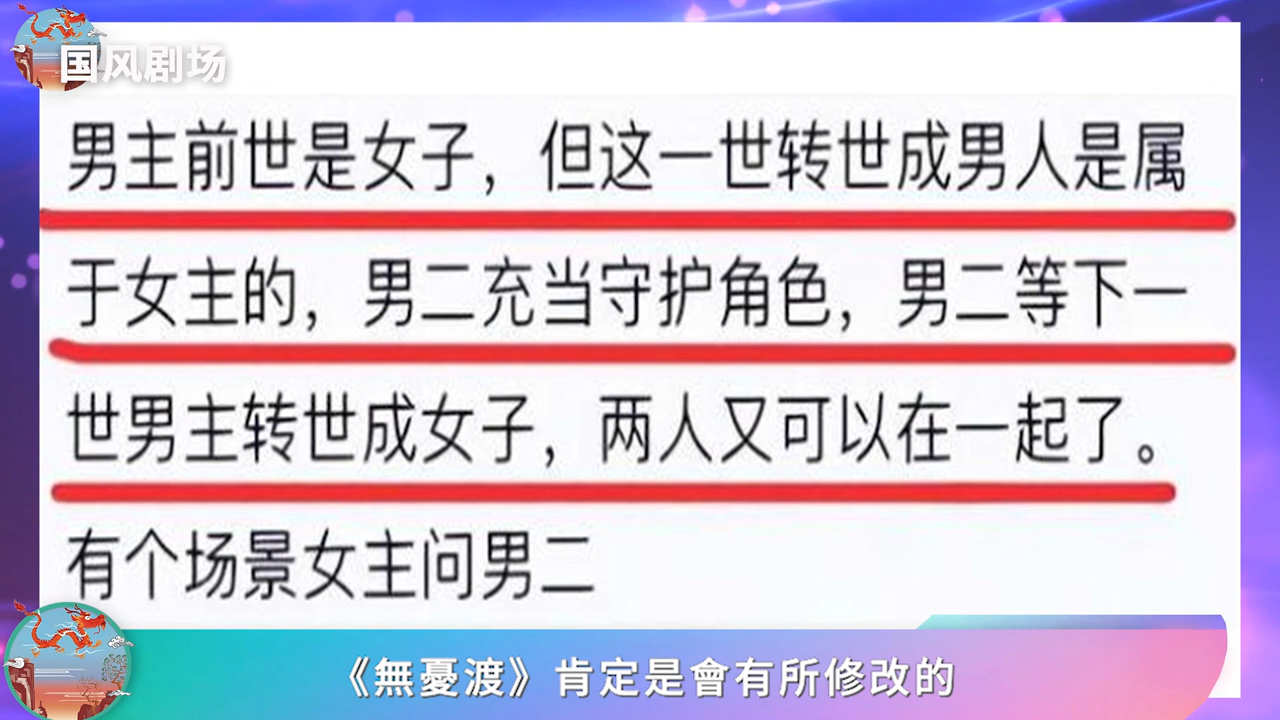 国风剧场
男主前世是女子，但这一世转世成男人是属
于女主的，男二充当守护角色，男二等下一
世男主转世成女子，两人又可以在一起了。
有个场景女主问男二
《無憂渡》肯定是會有所修改的